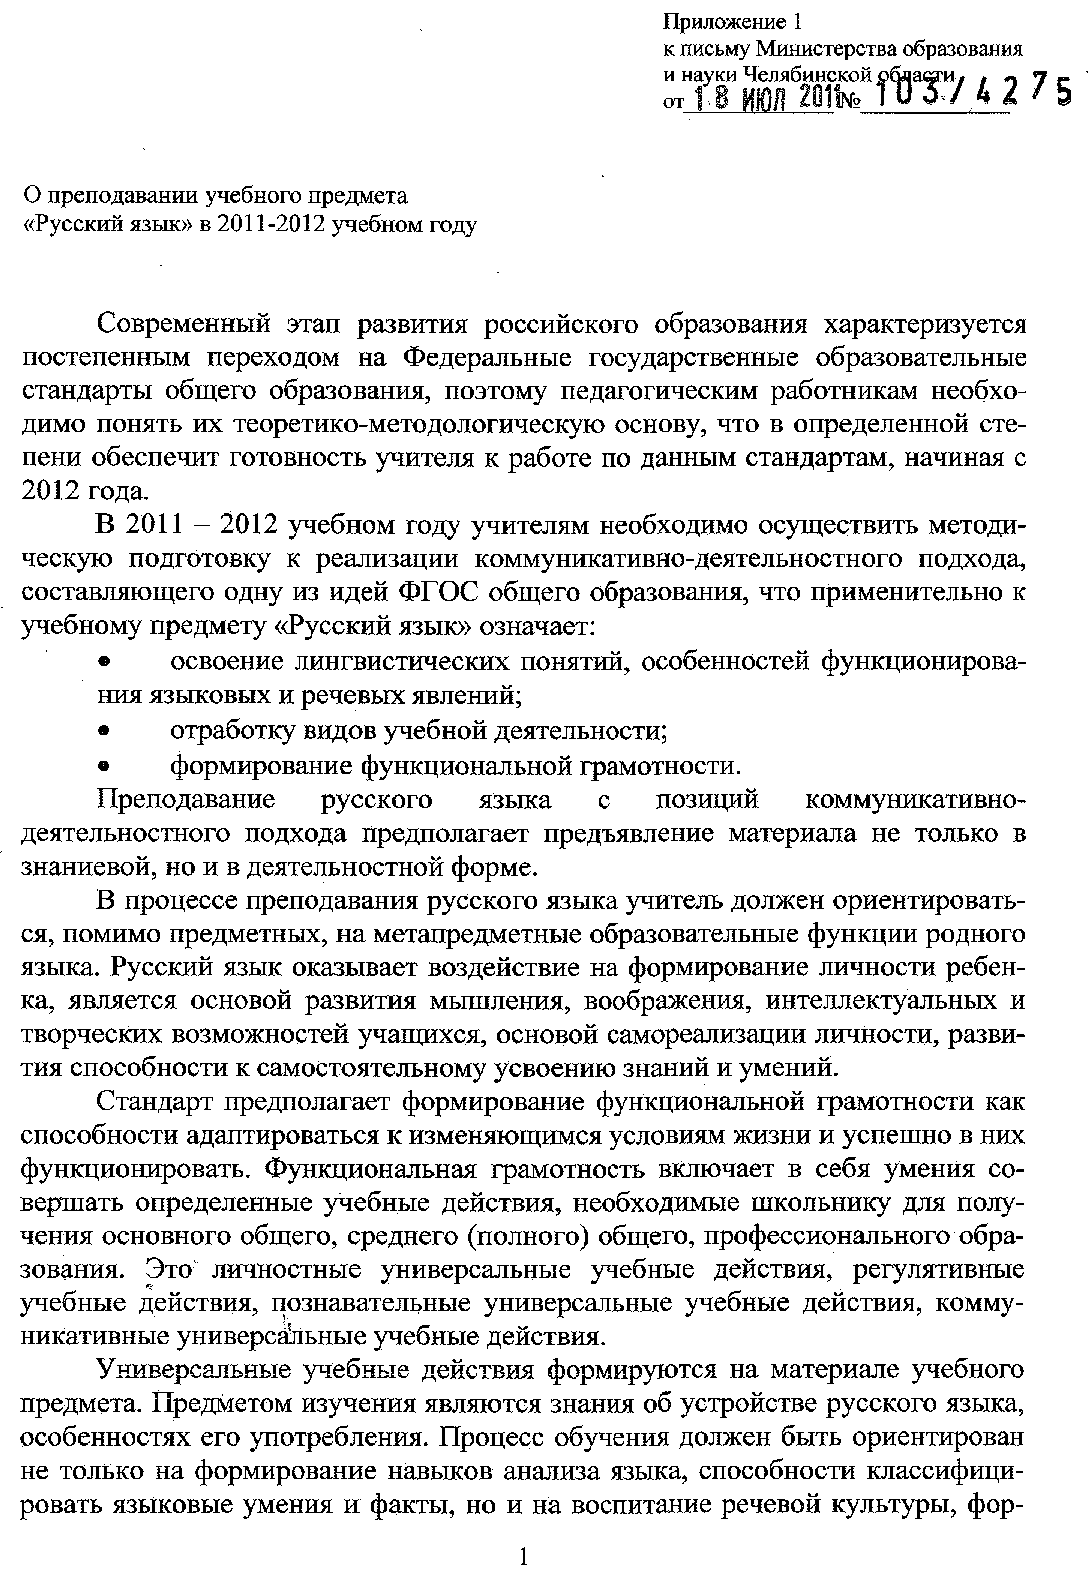 Приложение 1
к письму Министерства образования
и науки Челябинской области
от 18 ИЮЛ 2011 № 103/4275
О преподавании учебного предмета
«Русский язык» в 2011-2012 учебном году
Современный этап развития российского образования характеризуется
постепенным переходом на Федеральные государственные образовательные
стандарты общего образования, поэтому педагогическим работникам необхо-
димо понять их теоретико-методологическую основу, что в определенной сте-
пени обеспечит готовность учителя к работе по данным стандартам, начиная с
2012 года.
В 2011 – 2012 учебном году учителям необходимо осуществить методи-
ческую подготовку к реализации коммуникативно-деятельностного подхода,
составляющего одну из идей ФГОС общего образования, что применительно к
учебному предмету «Русский язык» означает:
• освоение лингвистических понятий, особенностей функционирова-
ния языковых и речевых явлений;
• отработку видов учебной деятельности;
• формирование функциональной грамотности.
Преподавание русского языка с позиций коммуникативно-
деятельностного подхода предполагает предъявление материала не только в
знаниевой, но и в деятельностной форме.
В процессе преподавания русского языка учитель должен ориентировать-
ся, помимо предметных, на метапредметные образовательные функции родного
языка. Русский язык оказывает воздействие на формирование личности ребен-
ка, является основой развития мышления, воображения, интеллектуальных и
творческих возможностей учащихся, основой самореализации личности, разви-
тия способности к самостоятельному усвоению знаний и умений.
Стандарт предполагает формирование функциональной грамотности как
способности адаптироваться к изменяющимся условиям жизни и успешно в них
функционировать. Функциональная грамотность включает в себя умения со-
вершать определенные учебные действия, необходимые школьнику для полу-
чения основного общего, среднего (полного) общего, профессионального обра-
зования. Это личностные универсальные учебные действия, регулятивные
учебные действия, познавательные универсальные учебные действия, комму-
никативные универсальные учебные действия.
Универсальные учебные действия формируются на материале учебного
предмета. Предметом изучения являются знания об устройстве русского языка,
особенностях его употребления. Процесс обучения должен быть ориентирован
не только на формирование навыков анализа языка, способности классифици-
ровать языковые умения и факты, но и на воспитание речевой культуры, фор-
1